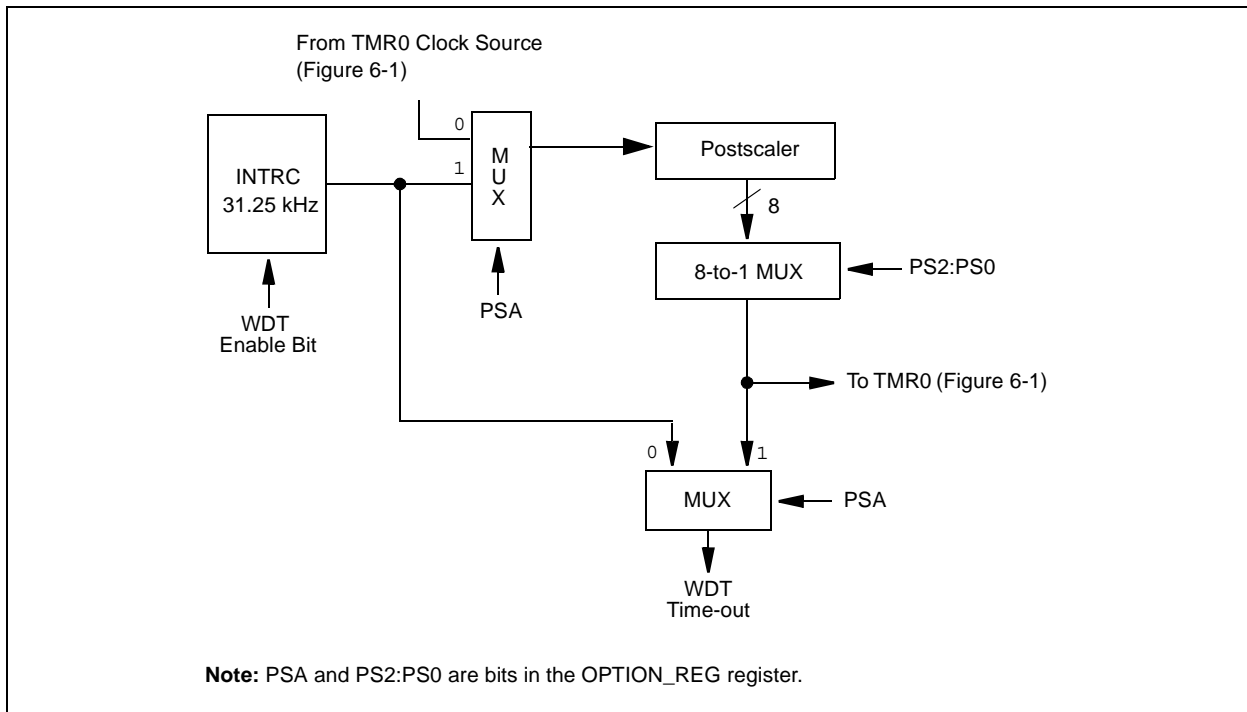 From TMR0 Clock Source
(Figure 6-1)
0
1
M
U
X
INTRC
31.25 kHz
Postscaler
8
8-to-1 MUX
PS2:PS0
PSA
WDT
Enable Bit
To TMR0 (Figure 6-1)
0
1
MUX
PSA
WDT
Time-out
Note: PSA and PS2:PS0 are bits in the OPTION_REG register.